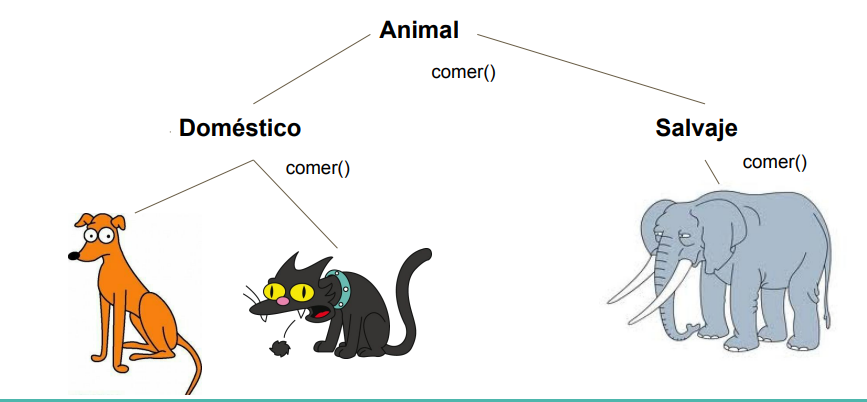 Animal
comer()
Doméstico
Salvaje
comer()
comer()